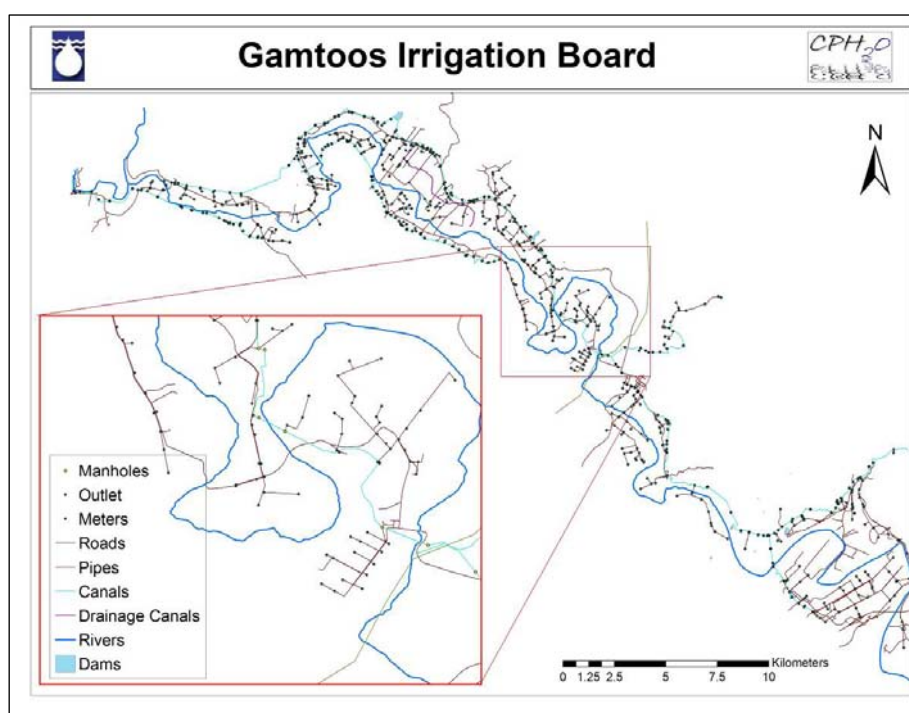 Gamtoos Irrigation Board
CPH2O
N
Manholes
Outlet
Meters
Roads
Pipes
Canals
Drainage Canals
Rivers
Dams
Kilometers
0 1.25 2.5 5 7.5 10